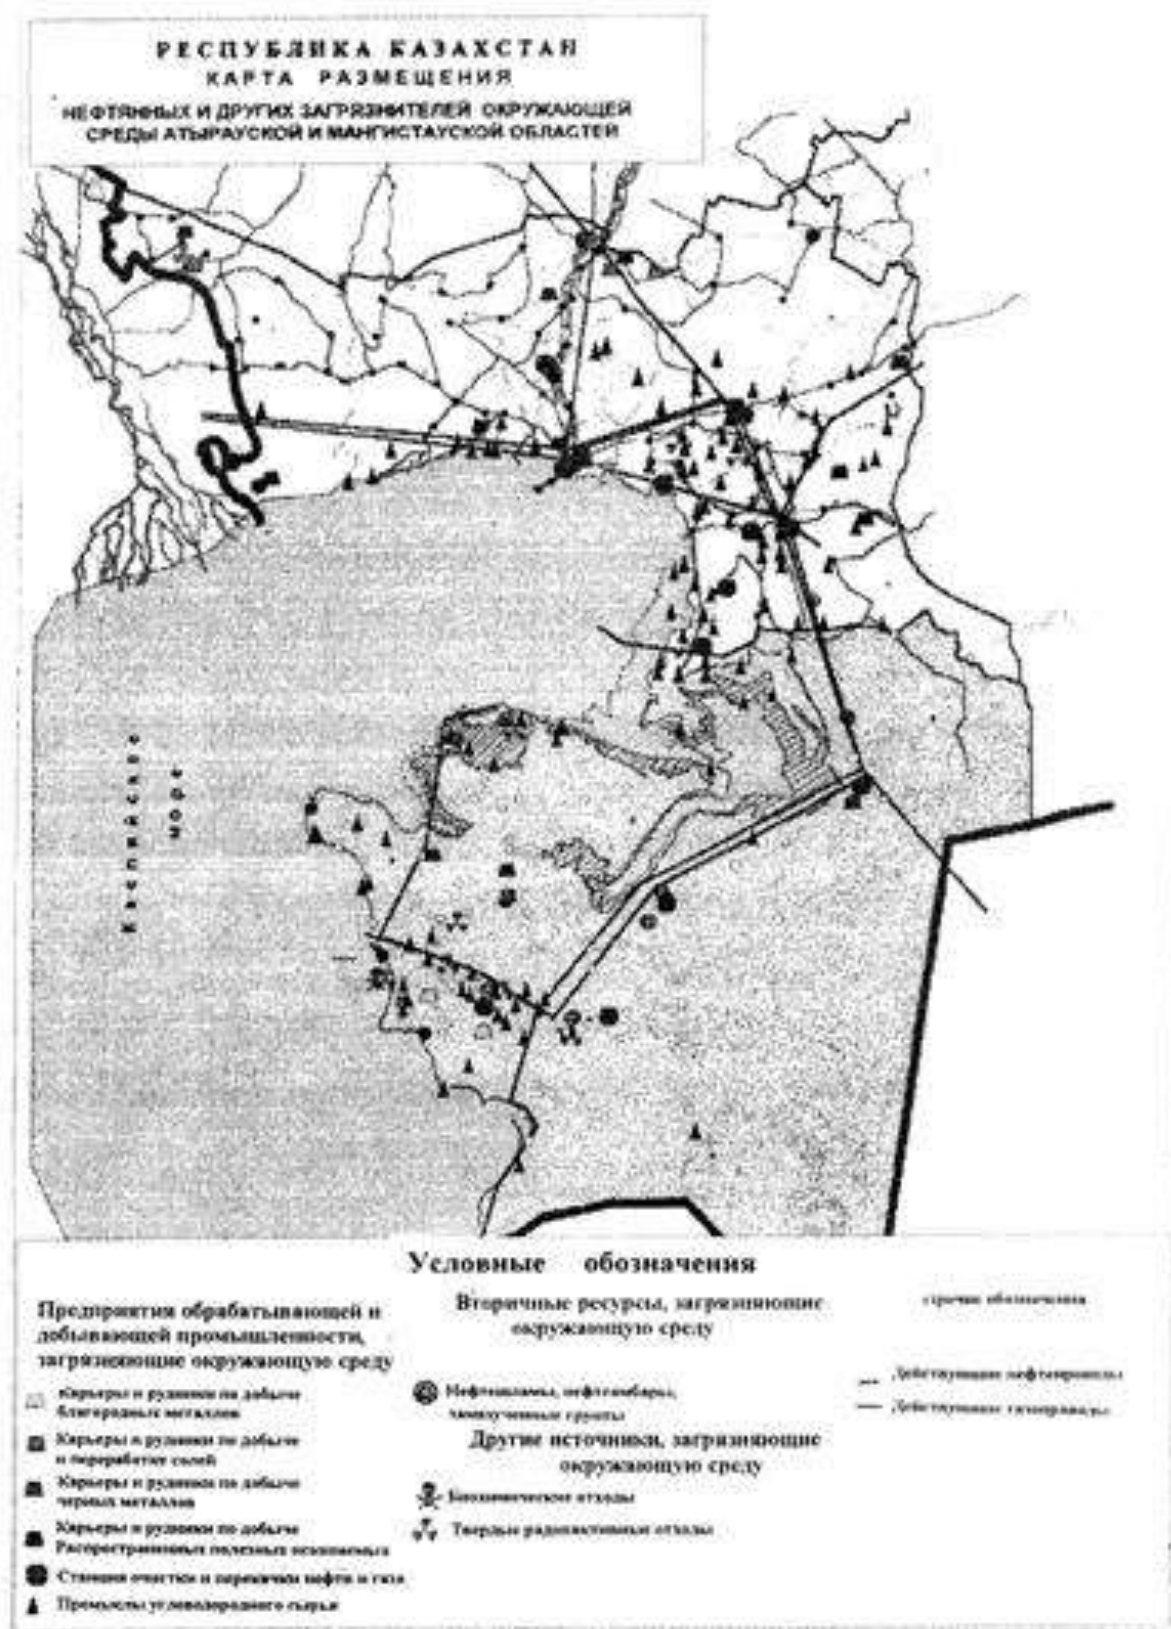 РЕСПУБЛИКА КАЗАХСТАН
КАРТА РАЗМЕЩЕНИЯ
НЕФТЯННЫХ И ДРУГИХ ЗАГРЯЗНИТЕЛЕЙ ОКРУЖАЮЩЕЙ
СРЕДЫ АТЫРАУСКОЙ И МАНГИСТАУСКОЙ ОБЛАСТЕЙ
Каспийское
море
Условные обозначения
Предприятия обрабатывающей и
добывающей промышленности,
загрязняющие окружающую среду
Карьеры и рудники по добыче
благородных металлов
Карьеры и рудники по добыче
и переработке солей
Карьеры и рудники по добыче
черных металлов
Карьеры и рудники по добыче
Распространенных полезных ископаемых
Станции очистки и перекачки нефти и газа
Промыслы углеводородного сырья
Вторичные ресурсы, загрязняющие
окружающую среду
Нефтешламы, нефтеамбары,
замазученные грунты
Другие источники, загрязняющие
окружающую среду
Биохимические отходы
Твердые радиоактивные отходы
обозначения
Действующие нефтепроводы
Действующие газопроводы